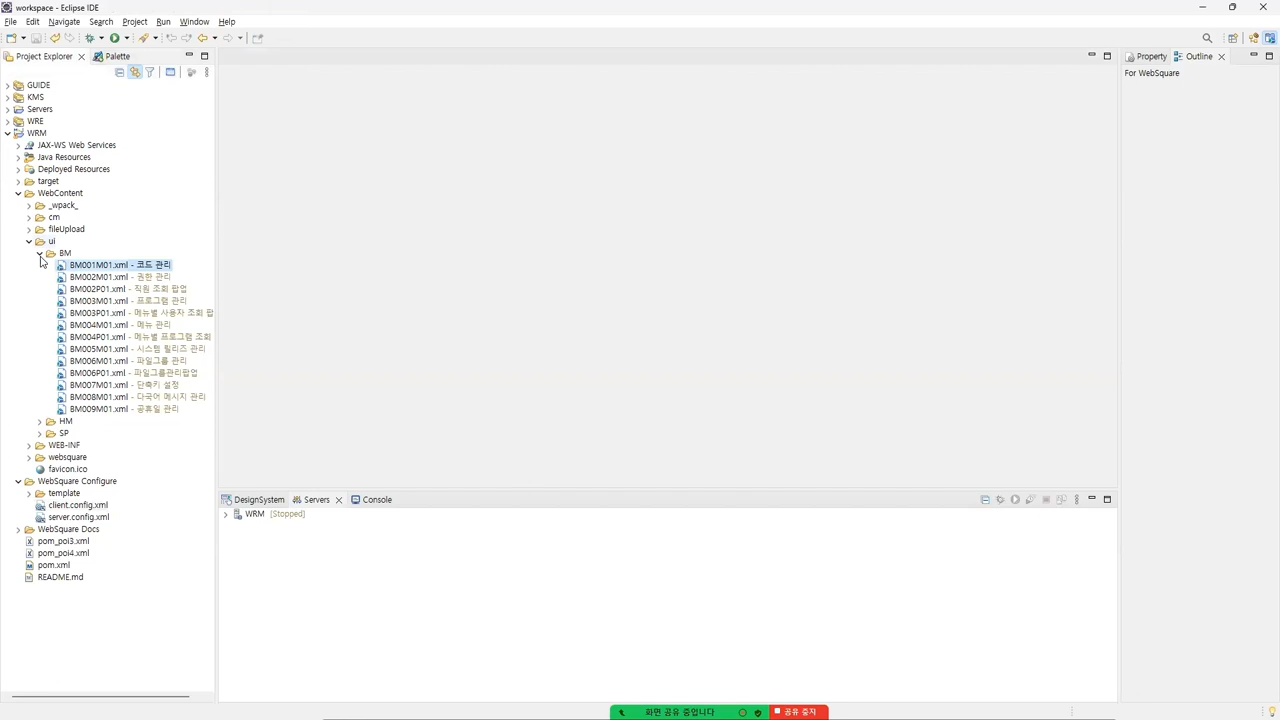 workspace - Eclipse IDE
File Edit Navigate Search Project Run Window Help
Project Explorer Palette
GUIDE
KMS
Servers
WRE
WRM
JAX-WS Web Services
Java Resources
Deployed Resources
target
WebContent
_wpack_
cm
fileUpload
ui
BM
BM001M01.xml - 코드 관리
BM002M01.xml - 권한 관리
BM002P01.xml - 직원 조회 팝업
BM003M01.xml - 프로그램 관리
BM003P01.xml - 메뉴별 사용자 조회 팝
BM004M01.xml - 메뉴 관리
BM004P01.xml - 메뉴별 프로그램 조회
BM005M01.xml - 시스템 릴리즈 관리
BM006M01.xml - 파일그룹 관리
BM006P01.xml - 파일그룹관리팝업
BM007M01.xml - 단축키 설정
BM008M01.xml - 다국어 메시지 관리
BM009M01.xml - 공휴일 관리
HM
SP
WEB-INF
websquare
favicon.ico
WebSquare Configure
template
client.config.xml
server.config.xml
WebSquare Docs
pom_poi3.xml
pom_poi4.xml
pom.xml
README.md
DesignSystem Servers Console
WRM [Stopped]
Property Outline
For WebSquare
화면 공유 중입니다 공유 중지